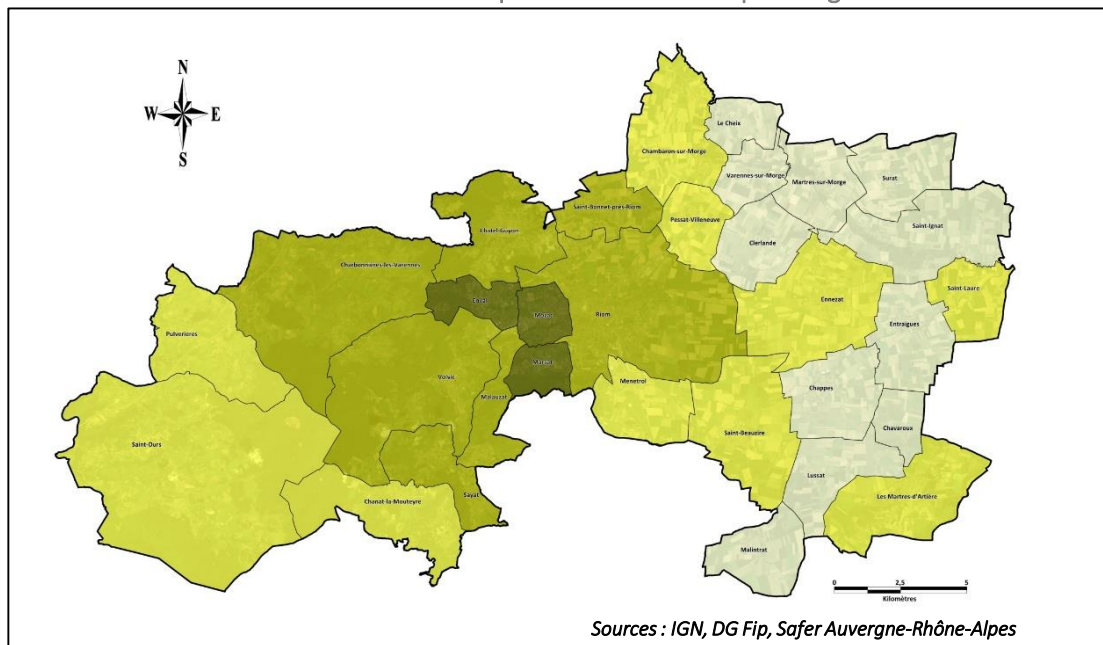 N
W E
S
Le Cheix
Chambaron-sur-Morge
Varennes-sur-Morge
Martres-sur-Morge
Surat
Saint-Bonnet-près-Riom
Pessat-Villeneuve
Saint-Ignat
Chatel-Guyon
Clerlande
Charbonnières-les-Varennes
Saint-Laure
Enval
Ennezat
Mozac
Riom
Entraigues
Pulverieres
Marsat
Volvic
Menetrol
Chappes
Malauzat
Saint-Ours
Saint-Beauzire
Chavaroux
Lussat
Sayat
Chanat-la-Mouteyre
Les Martres-d'Artière
Malintrat
0 2,5 5
Kilomètres
Sources : IGN, DG Fip, Safer Auvergne-Rhône-Alpes